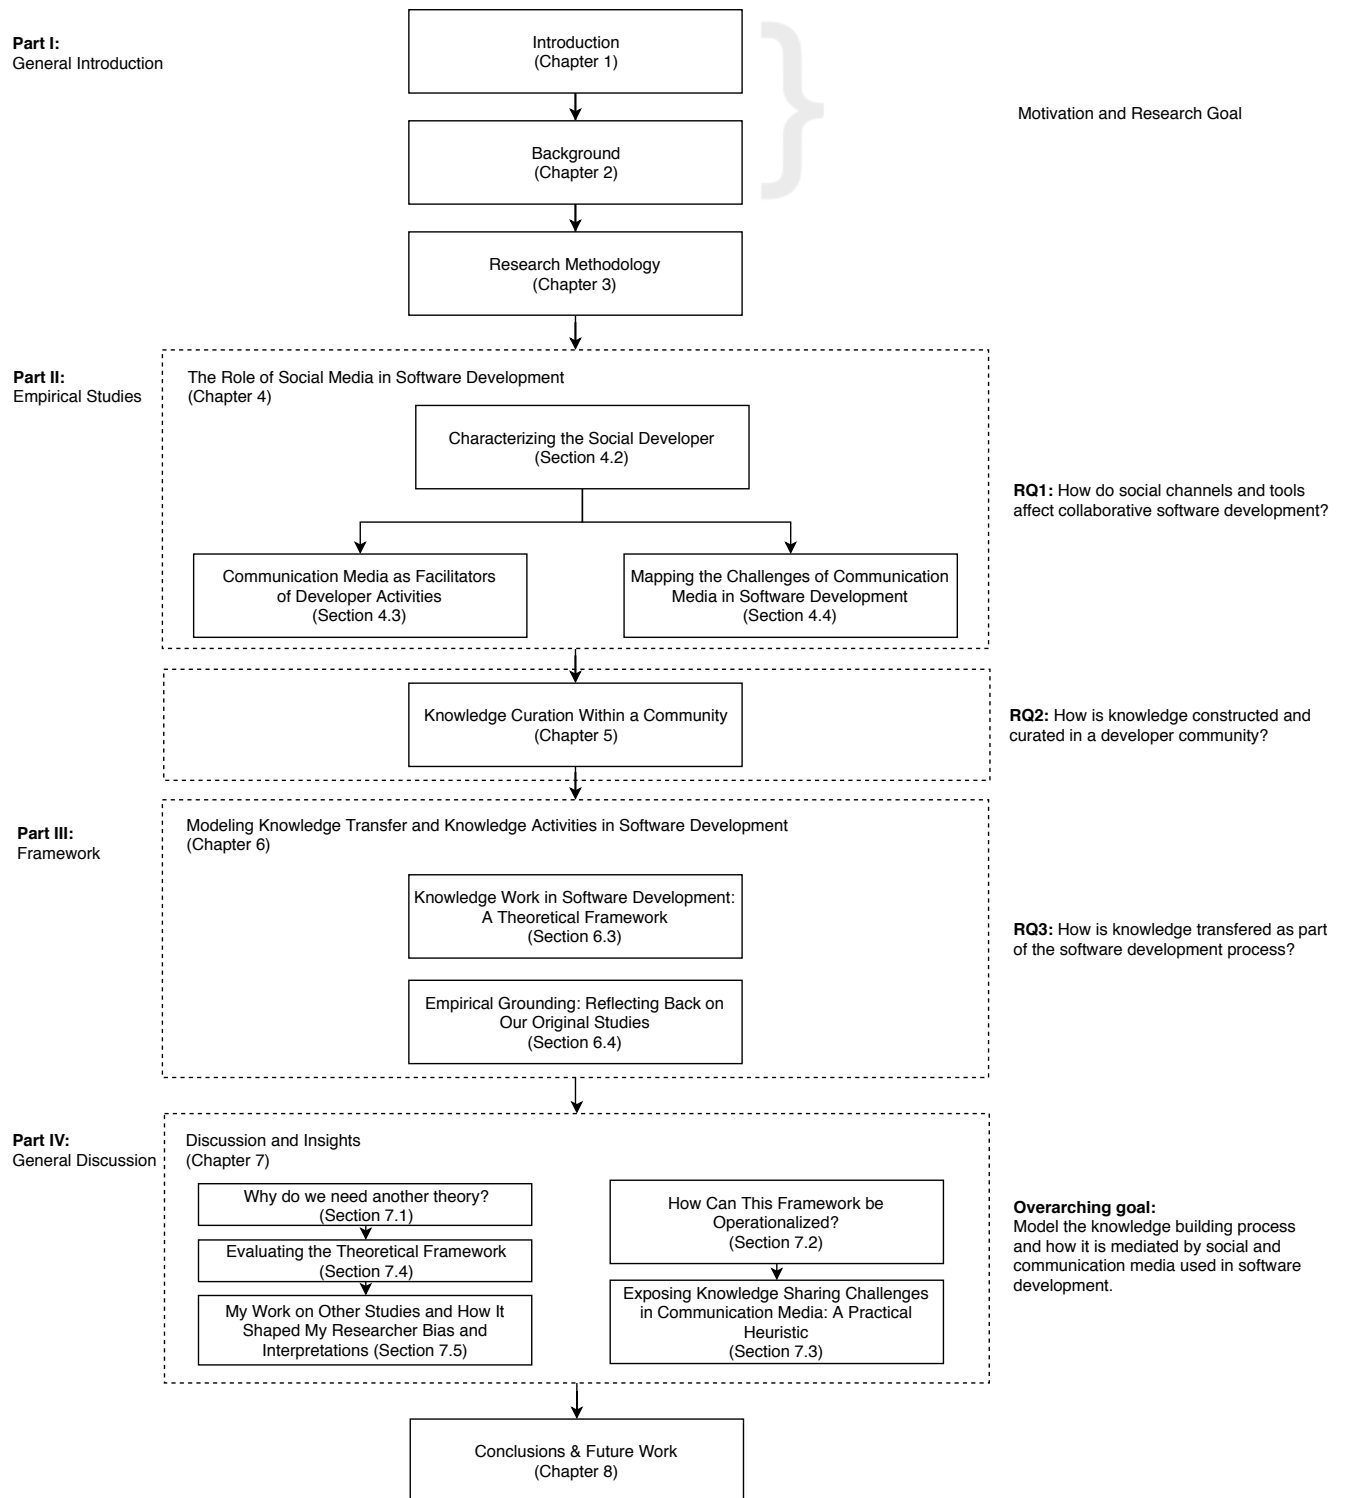 Part I:
General Introduction
Introduction
(Chapter 1)
Motivation and Research Goal
Background
(Chapter 2)
Research Methodology
(Chapter 3)
Part II:
Empirical Studies
The Role of Social Media in Software Development
(Chapter 4)
Characterizing the Social Developer
(Section 4.2)
RQ1: How do social channels and tools
affect collaborative software development?
Communication Media as Facilitators
of Developer Activities
(Section 4.3)
Mapping the Challenges of Communication
Media in Software Development
(Section 4.4)
Knowledge Curation Within a Community
(Chapter 5)
RQ2: How is knowledge constructed and
curated in a developer community?
Part III:
Framework
Modeling Knowledge Transfer and Knowledge Activities in Software Development
(Chapter 6)
Knowledge Work in Software Development:
A Theoretical Framework
(Section 6.3)
RQ3: How is knowledge transfered as part
of the software development process?
Empirical Grounding: Reflecting Back on
Our Original Studies
(Section 6.4)
Part IV:
General Discussion
Discussion and Insights
(Chapter 7)
Why do we need another theory?
(Section 7.1)
Evaluating the Theoretical Framework
(Section 7.4)
My Work on Other Studies and How It
Shaped My Researcher Bias and
Interpretations (Section 7.5)
How Can This Framework be
Operationalized?
(Section 7.2)
Exposing Knowledge Sharing Challenges
in Communication Media: A Practical
Heuristic
(Section 7.3)
Overarching goal:
Model the knowledge building process
and how it is mediated by social and
communication media used in software
development.
Conclusions & Future Work
(Chapter 8)